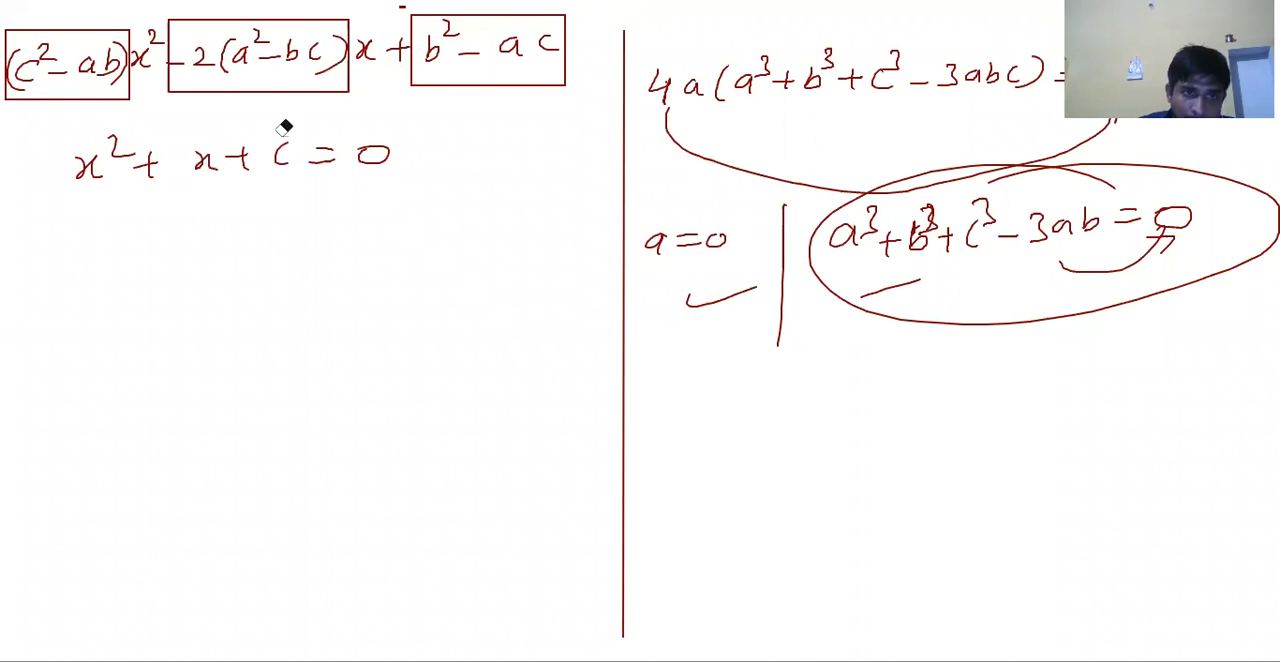 (c²-ab)x²-2(a²-bc)x+b²-ac
x²+ x+c=0
4a(a³+b³+c³-3abc)=
a=0
a³+b³+c³-3ab=0